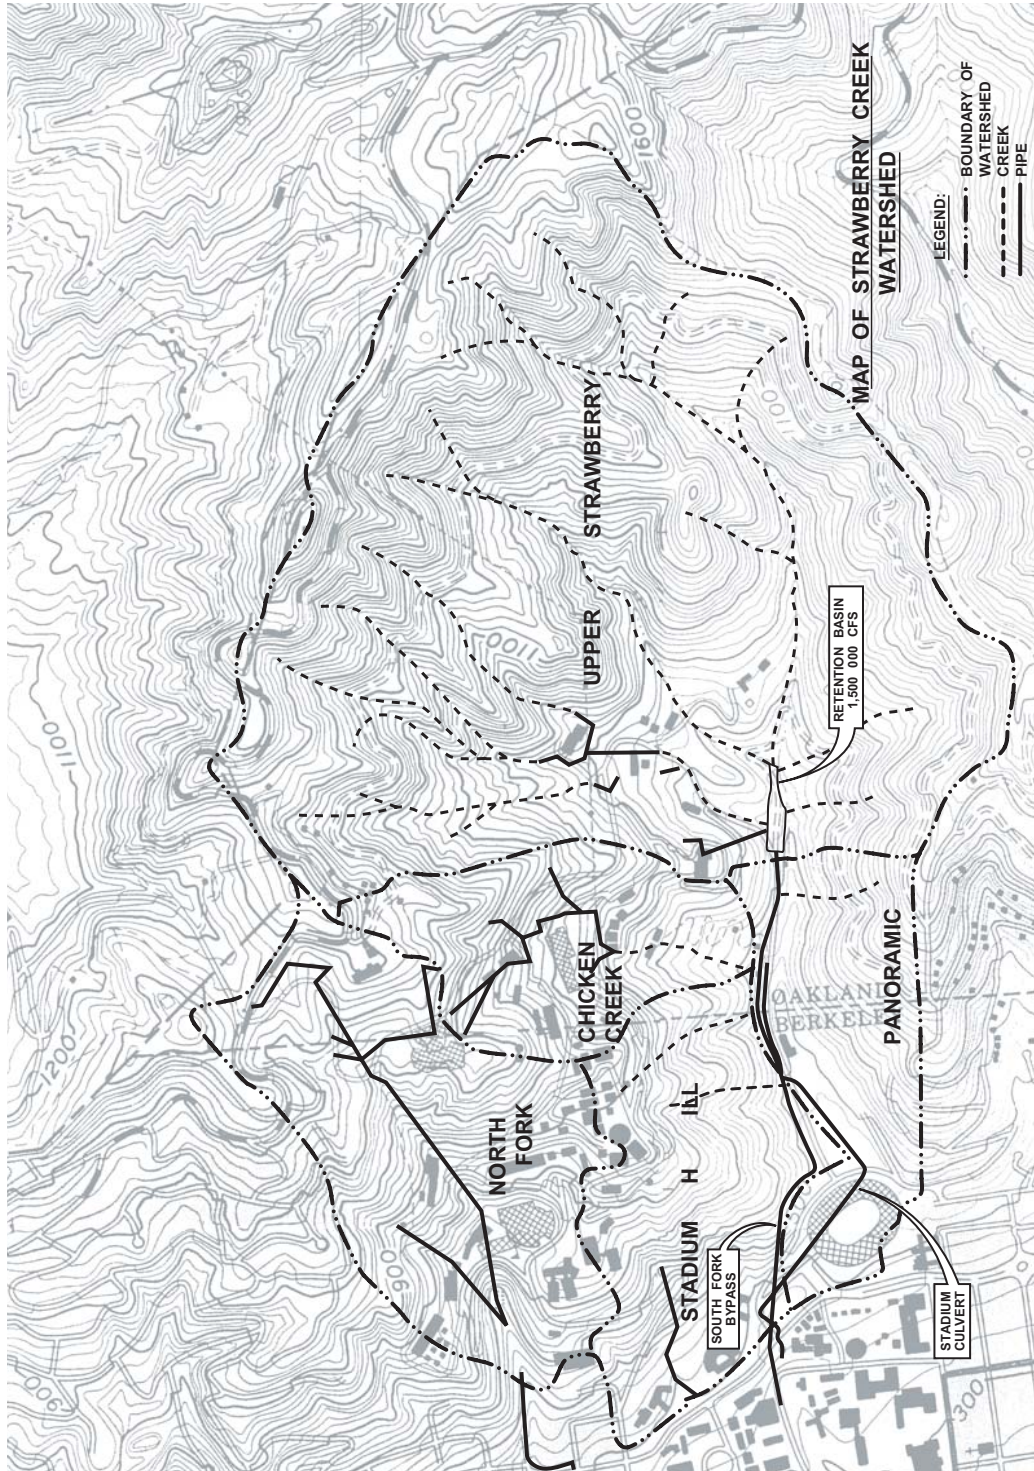 MAP OF STRAWBERRY CREEK
WATERSHED
LEGEND:
BOUNDARY OF
WATERSHED
CREEK
PIPE
UPPER STRAWBERRY
RETENTION BASIN
1,500 000 CFS
CHICKEN
CREEK
NORTH
FORK
PANORAMIC
STADIUM H ILL
SOUTH FORK
BYPASS
STADIUM
CULVERT
OAKLAND
BERKELEY
1600
1100
1100
1200
900
900
300